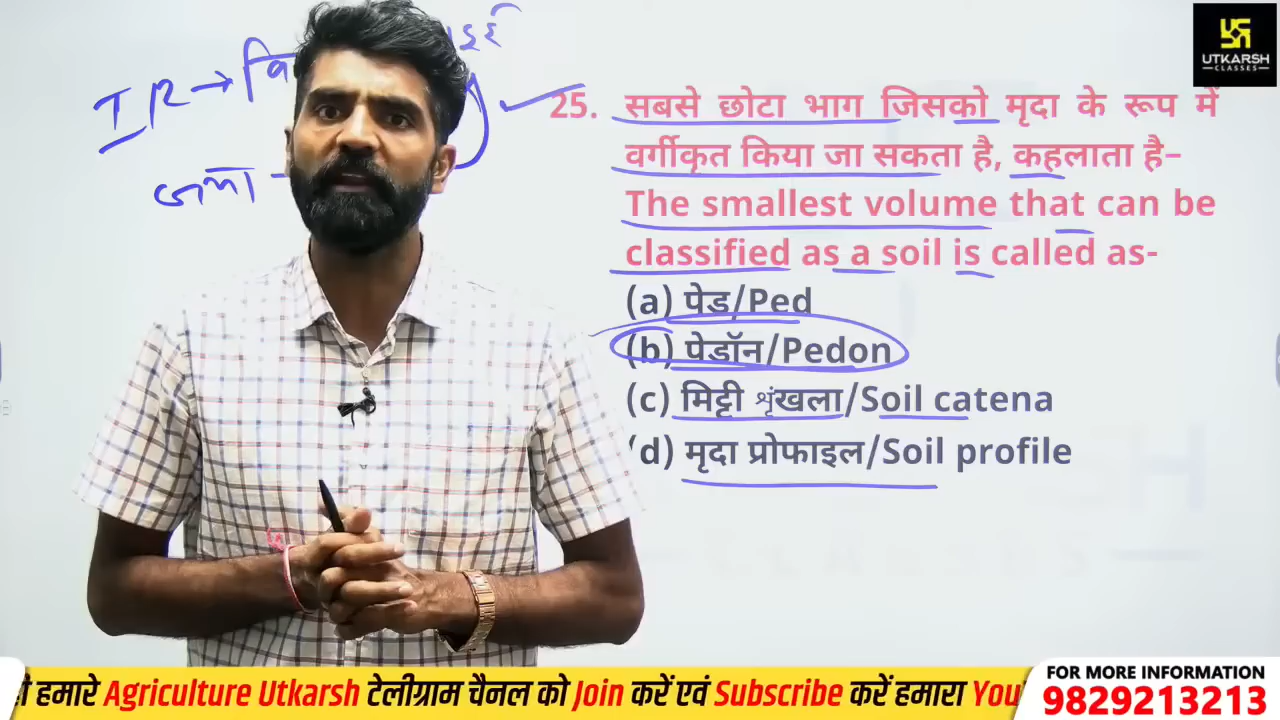 UTKARSH
CLASSES
IR →
25. सबसे छोटा भाग जिसको मृदा के रूप में
वर्गीकृत किया जा सकता है, कहलाता है–
The smallest volume that can be
classified as a soil is called as-
(a) पेड/Ped
(b) पेडॉन/Pedon
(c) मिट्टी शृंखला/Soil catena
(d) मृदा प्रोफाइल/Soil profile
हमारे Agriculture Utkarsh टेलीग्राम चैनल को Join करें एवं Subscribe करें हमारा You
FOR MORE INFORMATION
9829213213